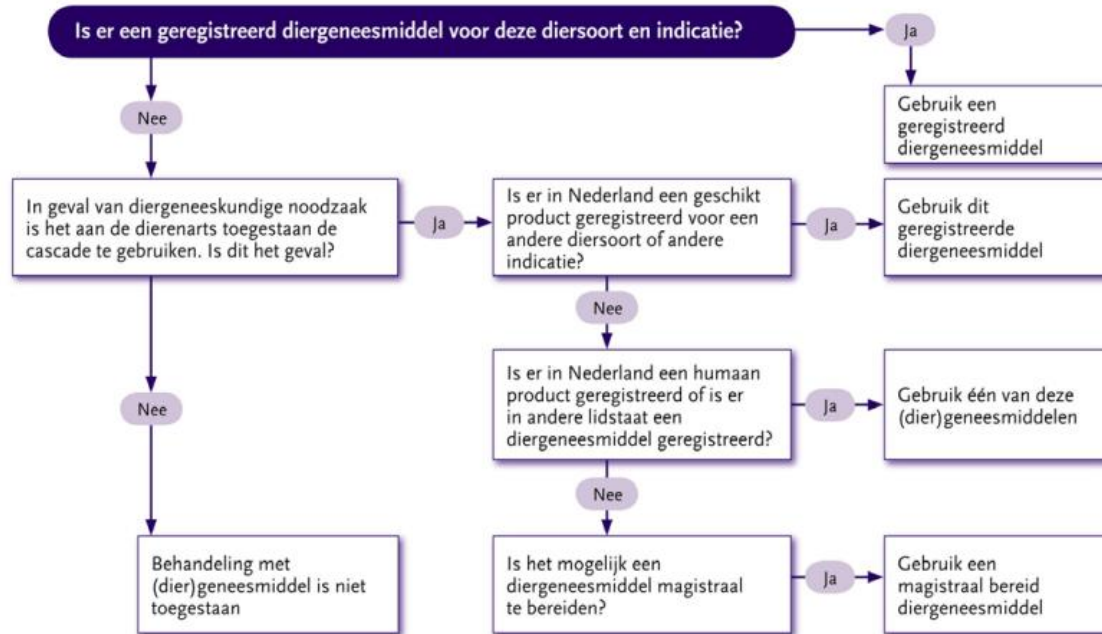 Is er een geregistreerd diergeneesmiddel voor deze diersoort en indicatie?
Ja
Gebruik een
geregistreerd
diergeneesmiddel
Nee
In geval van diergeneeskundige noodzaak
is het aan de dierenarts toegestaan de
cascade te gebruiken. Is dit het geval?
Ja
Is er in Nederland een geschikt
product geregistreerd voor een
andere diersoort of andere
indicatie?
Ja
Gebruik dit
geregistreerde
diergeneesmiddel
Nee
Is er in Nederland een humaan
product geregistreerd of is er
in andere lidstaat een
diergeneesmiddel geregistreerd?
Ja
Gebruik één van deze
(dier)geneesmiddelen
Nee
Nee
Behandeling met
(dier)geneesmiddel is niet
toegestaan
Is het mogelijk een
diergeneesmiddel magistraal
te bereiden?
Ja
Gebruik een
magistraal bereid
diergeneesmiddel